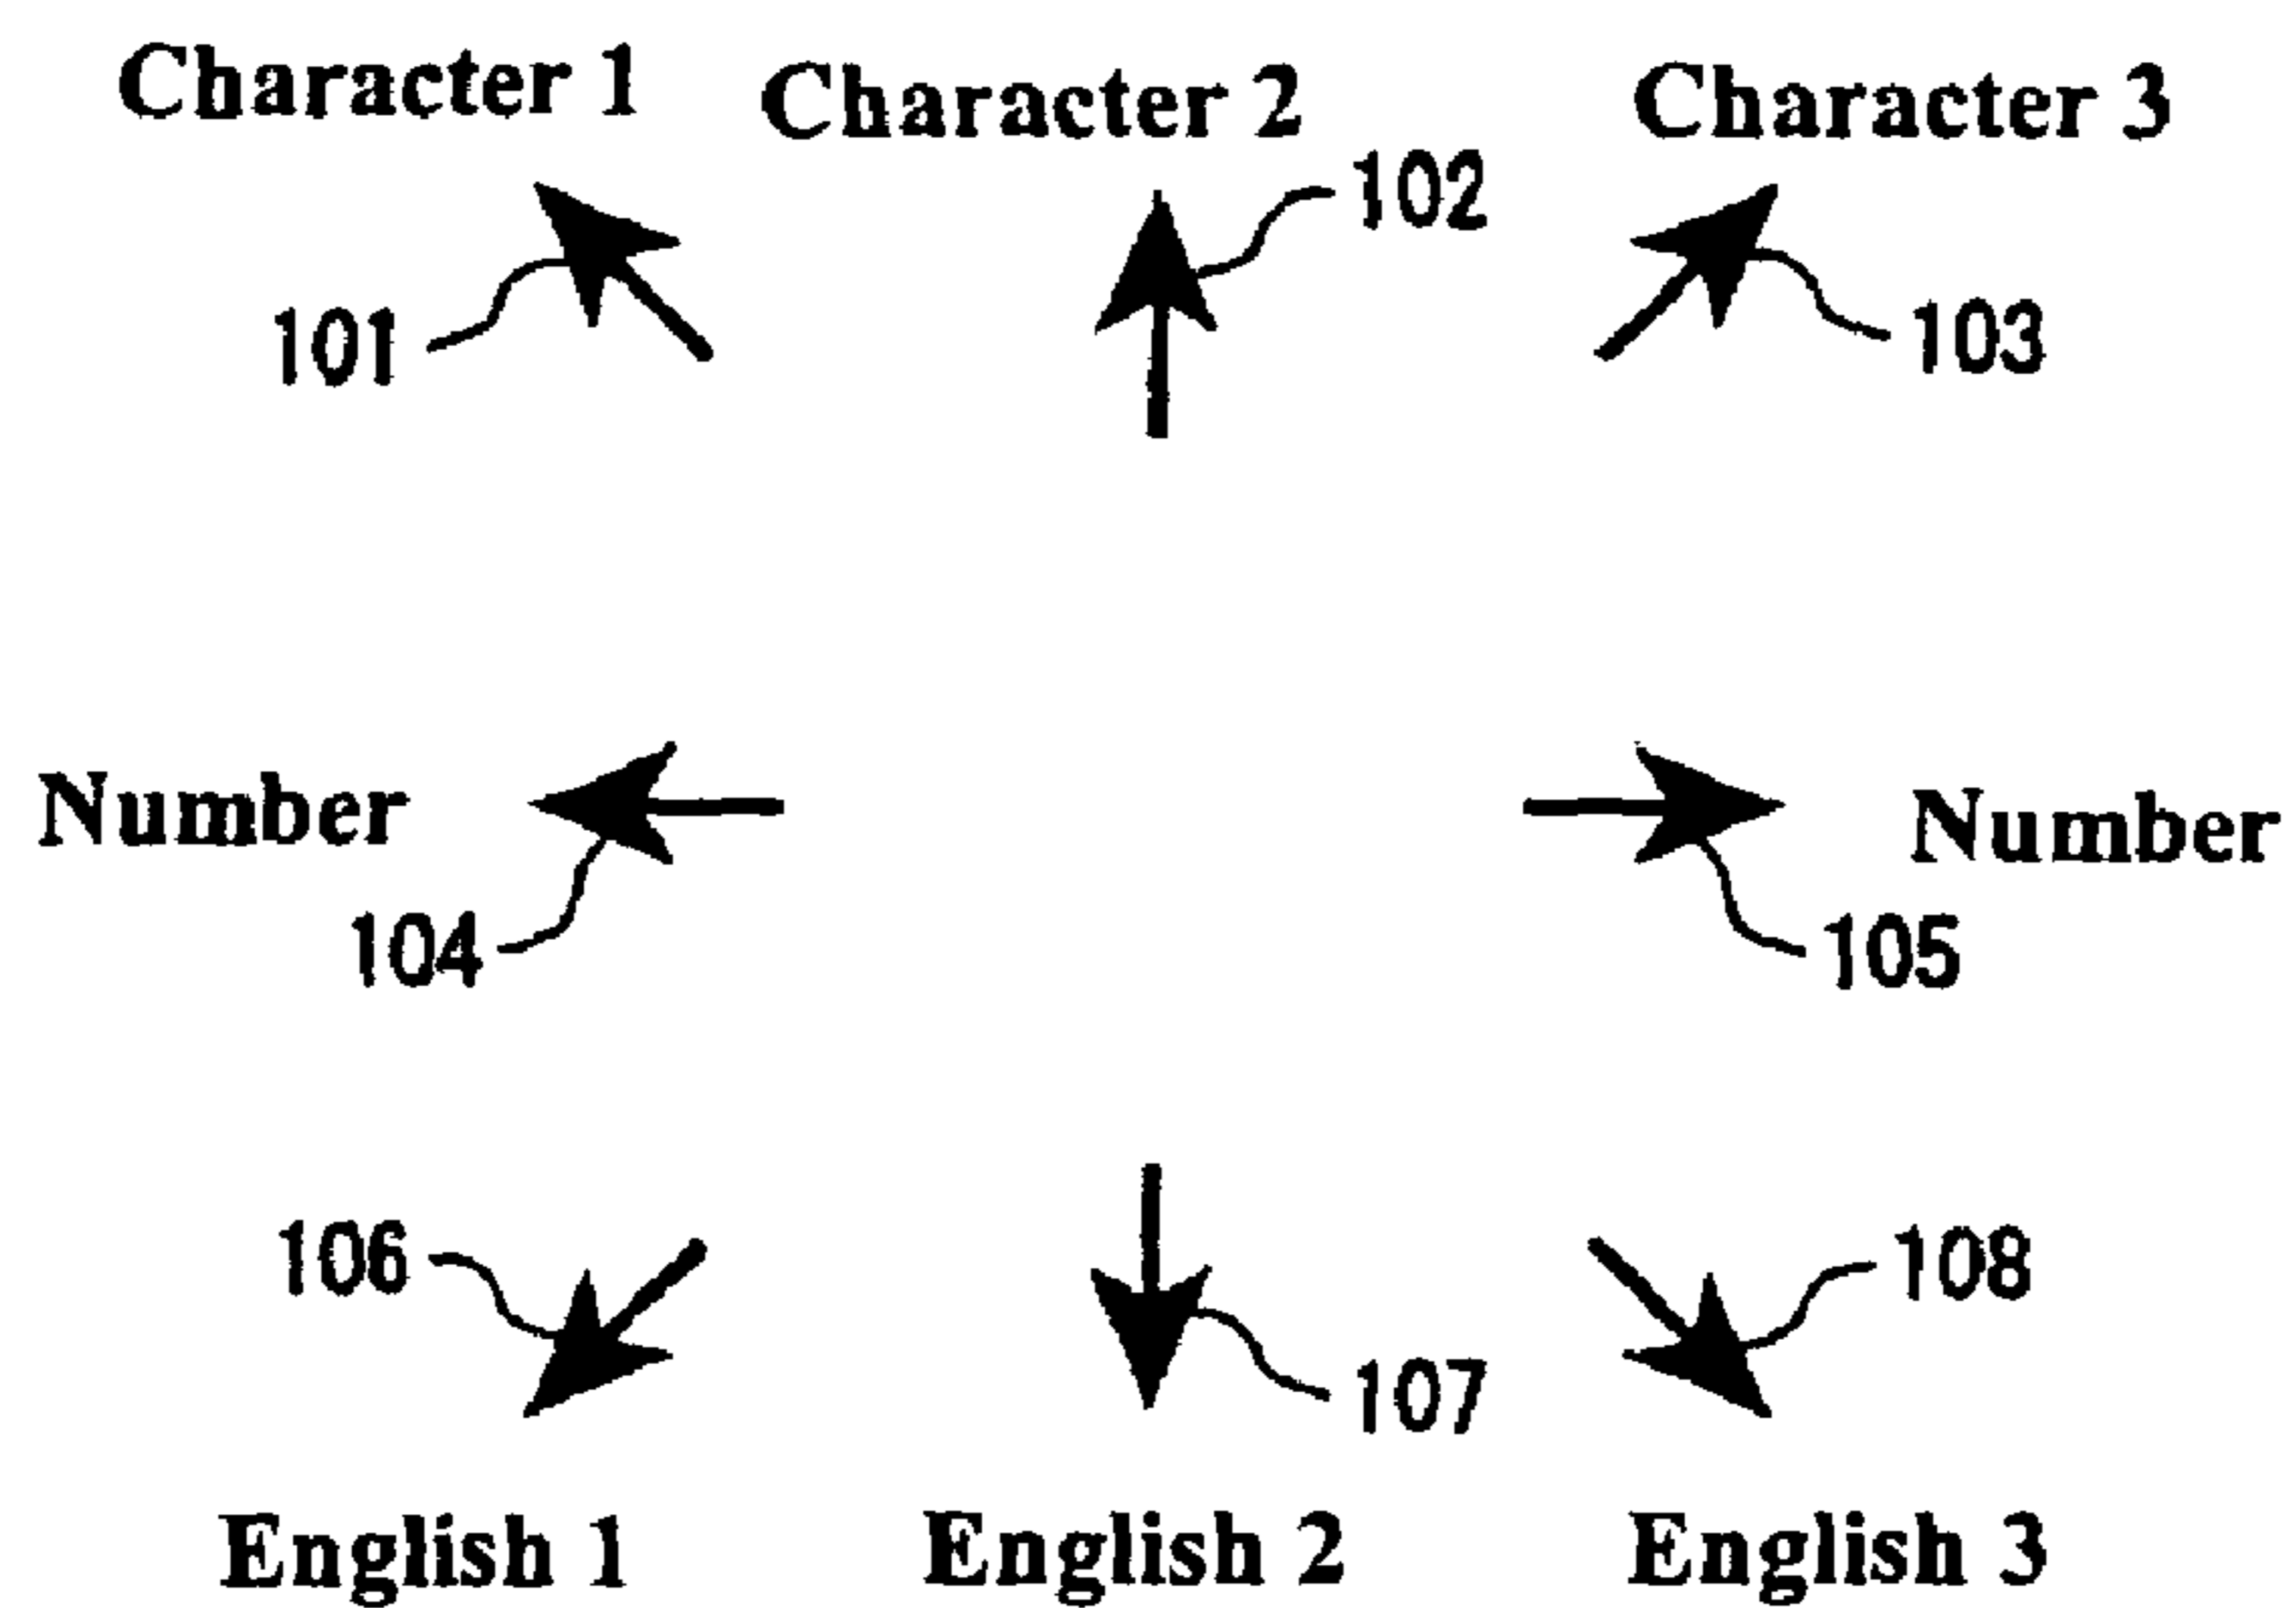 Character 1
Character 2
Character 3
102
101
103
Number
Number
104
105
106
108
107
English 1
English 2
English 3